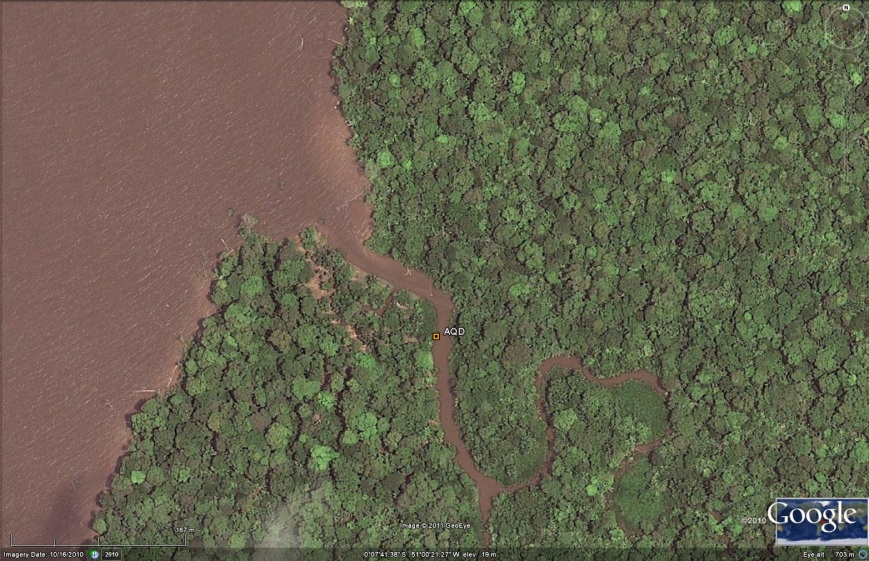 N
AQD
167 m
Image © 2011 GeoEye
©2010 Google
Imagery Date: 10/16/2010 2010 0°07'41.38" S 51°00'21.27" W elev 19 m Eye alt 703 m